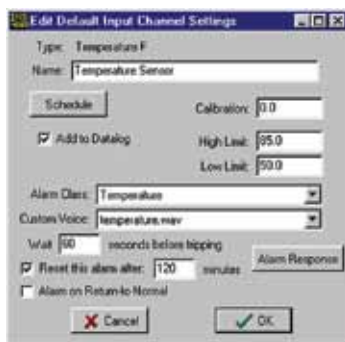 Edit Default Input Channel Settings
Type: Temperature F
Name: Temperature Sensor
Schedule
Calibration: 0.0
Add to Datalog
High Limit: 85.0
Low Limit: 50.0
Alarm Class: Temperature
Custom Voice: temperature.wav
Wait 60 seconds before tripping
Reset this alarm after: 120 minutes
Alarm Response
Alarm on Return-to Normal
Cancel
OK